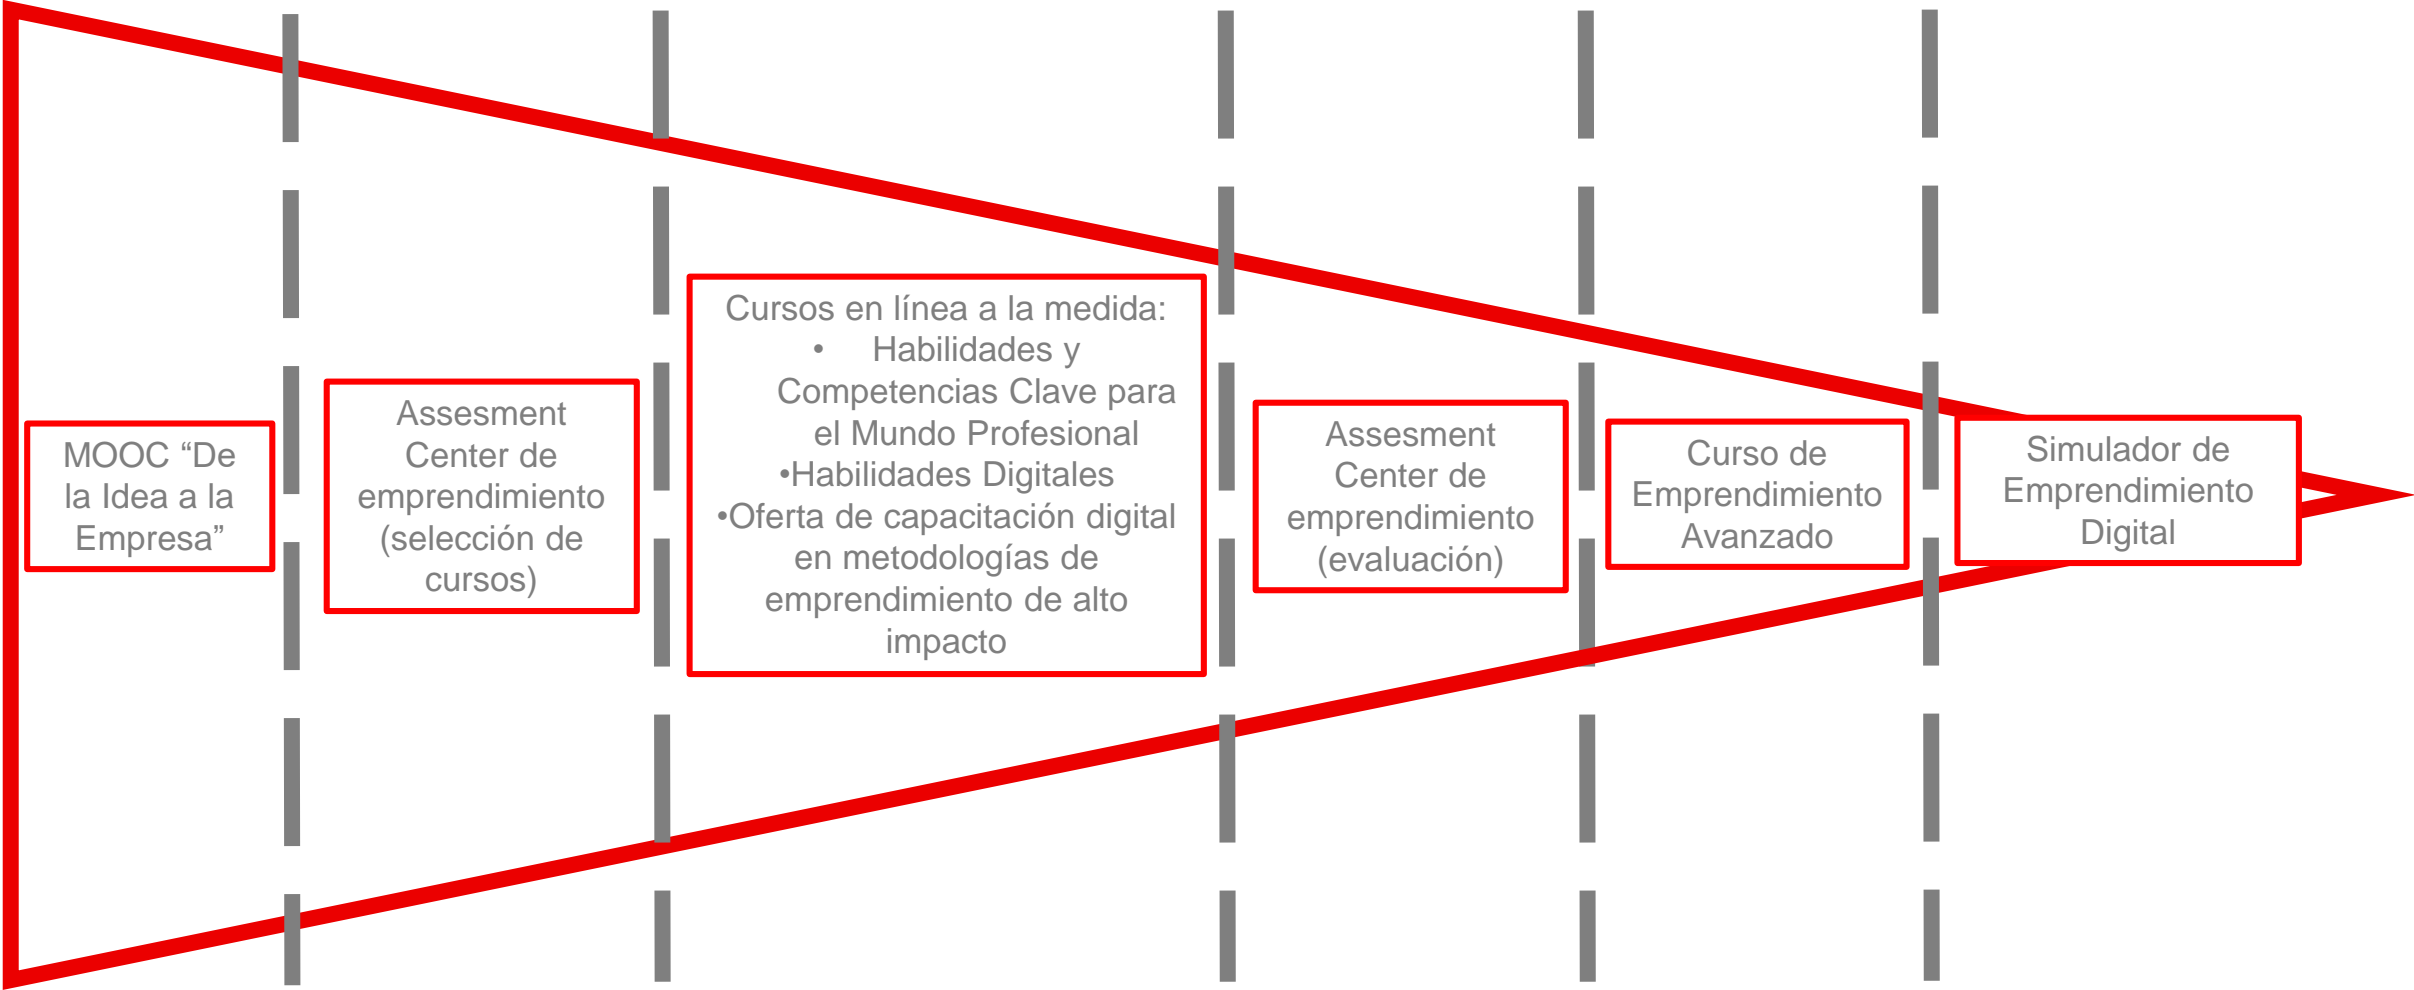 MOOC “De
la Idea a la
Empresa”
Assesment
Center de
emprendimiento
(selección de
cursos)
Cursos en línea a la medida:
• Habilidades y
Competencias Clave para
el Mundo Profesional
•Habilidades Digitales
•Oferta de capacitación digital
en metodologías de
emprendimiento de alto
impacto
Assesment
Center de
emprendimiento
(evaluación)
Curso de
Emprendimiento
Avanzado
Simulador de
Emprendimiento
Digital